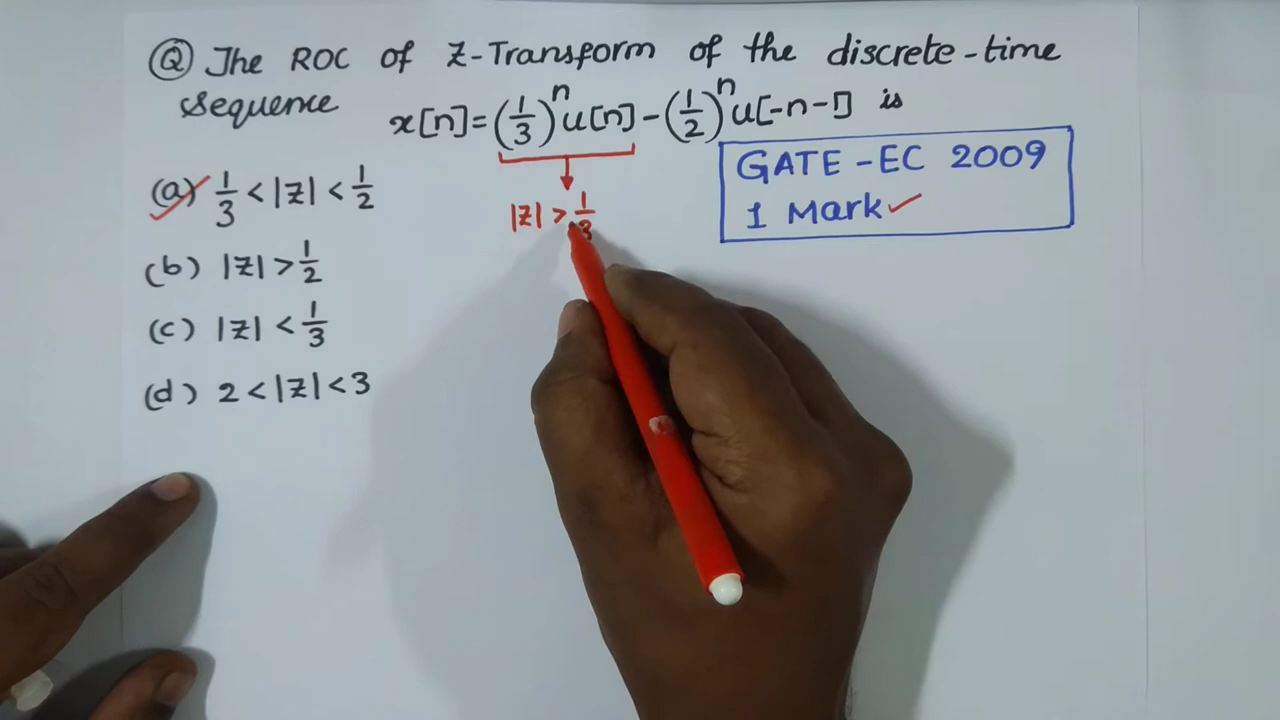 Q The ROC of Z-Transform of the discrete-time
sequence x[n] = (1/3)^n u[n] - (1/2)^n u[-n-1] is
GATE-EC 2009
1 Mark ✓
(a) 1/3 < |z| < 1/2
|z| > 1/3
(b) |z| > 1/2
(c) |z| < 1/3
(d) 2 < |z| < 3